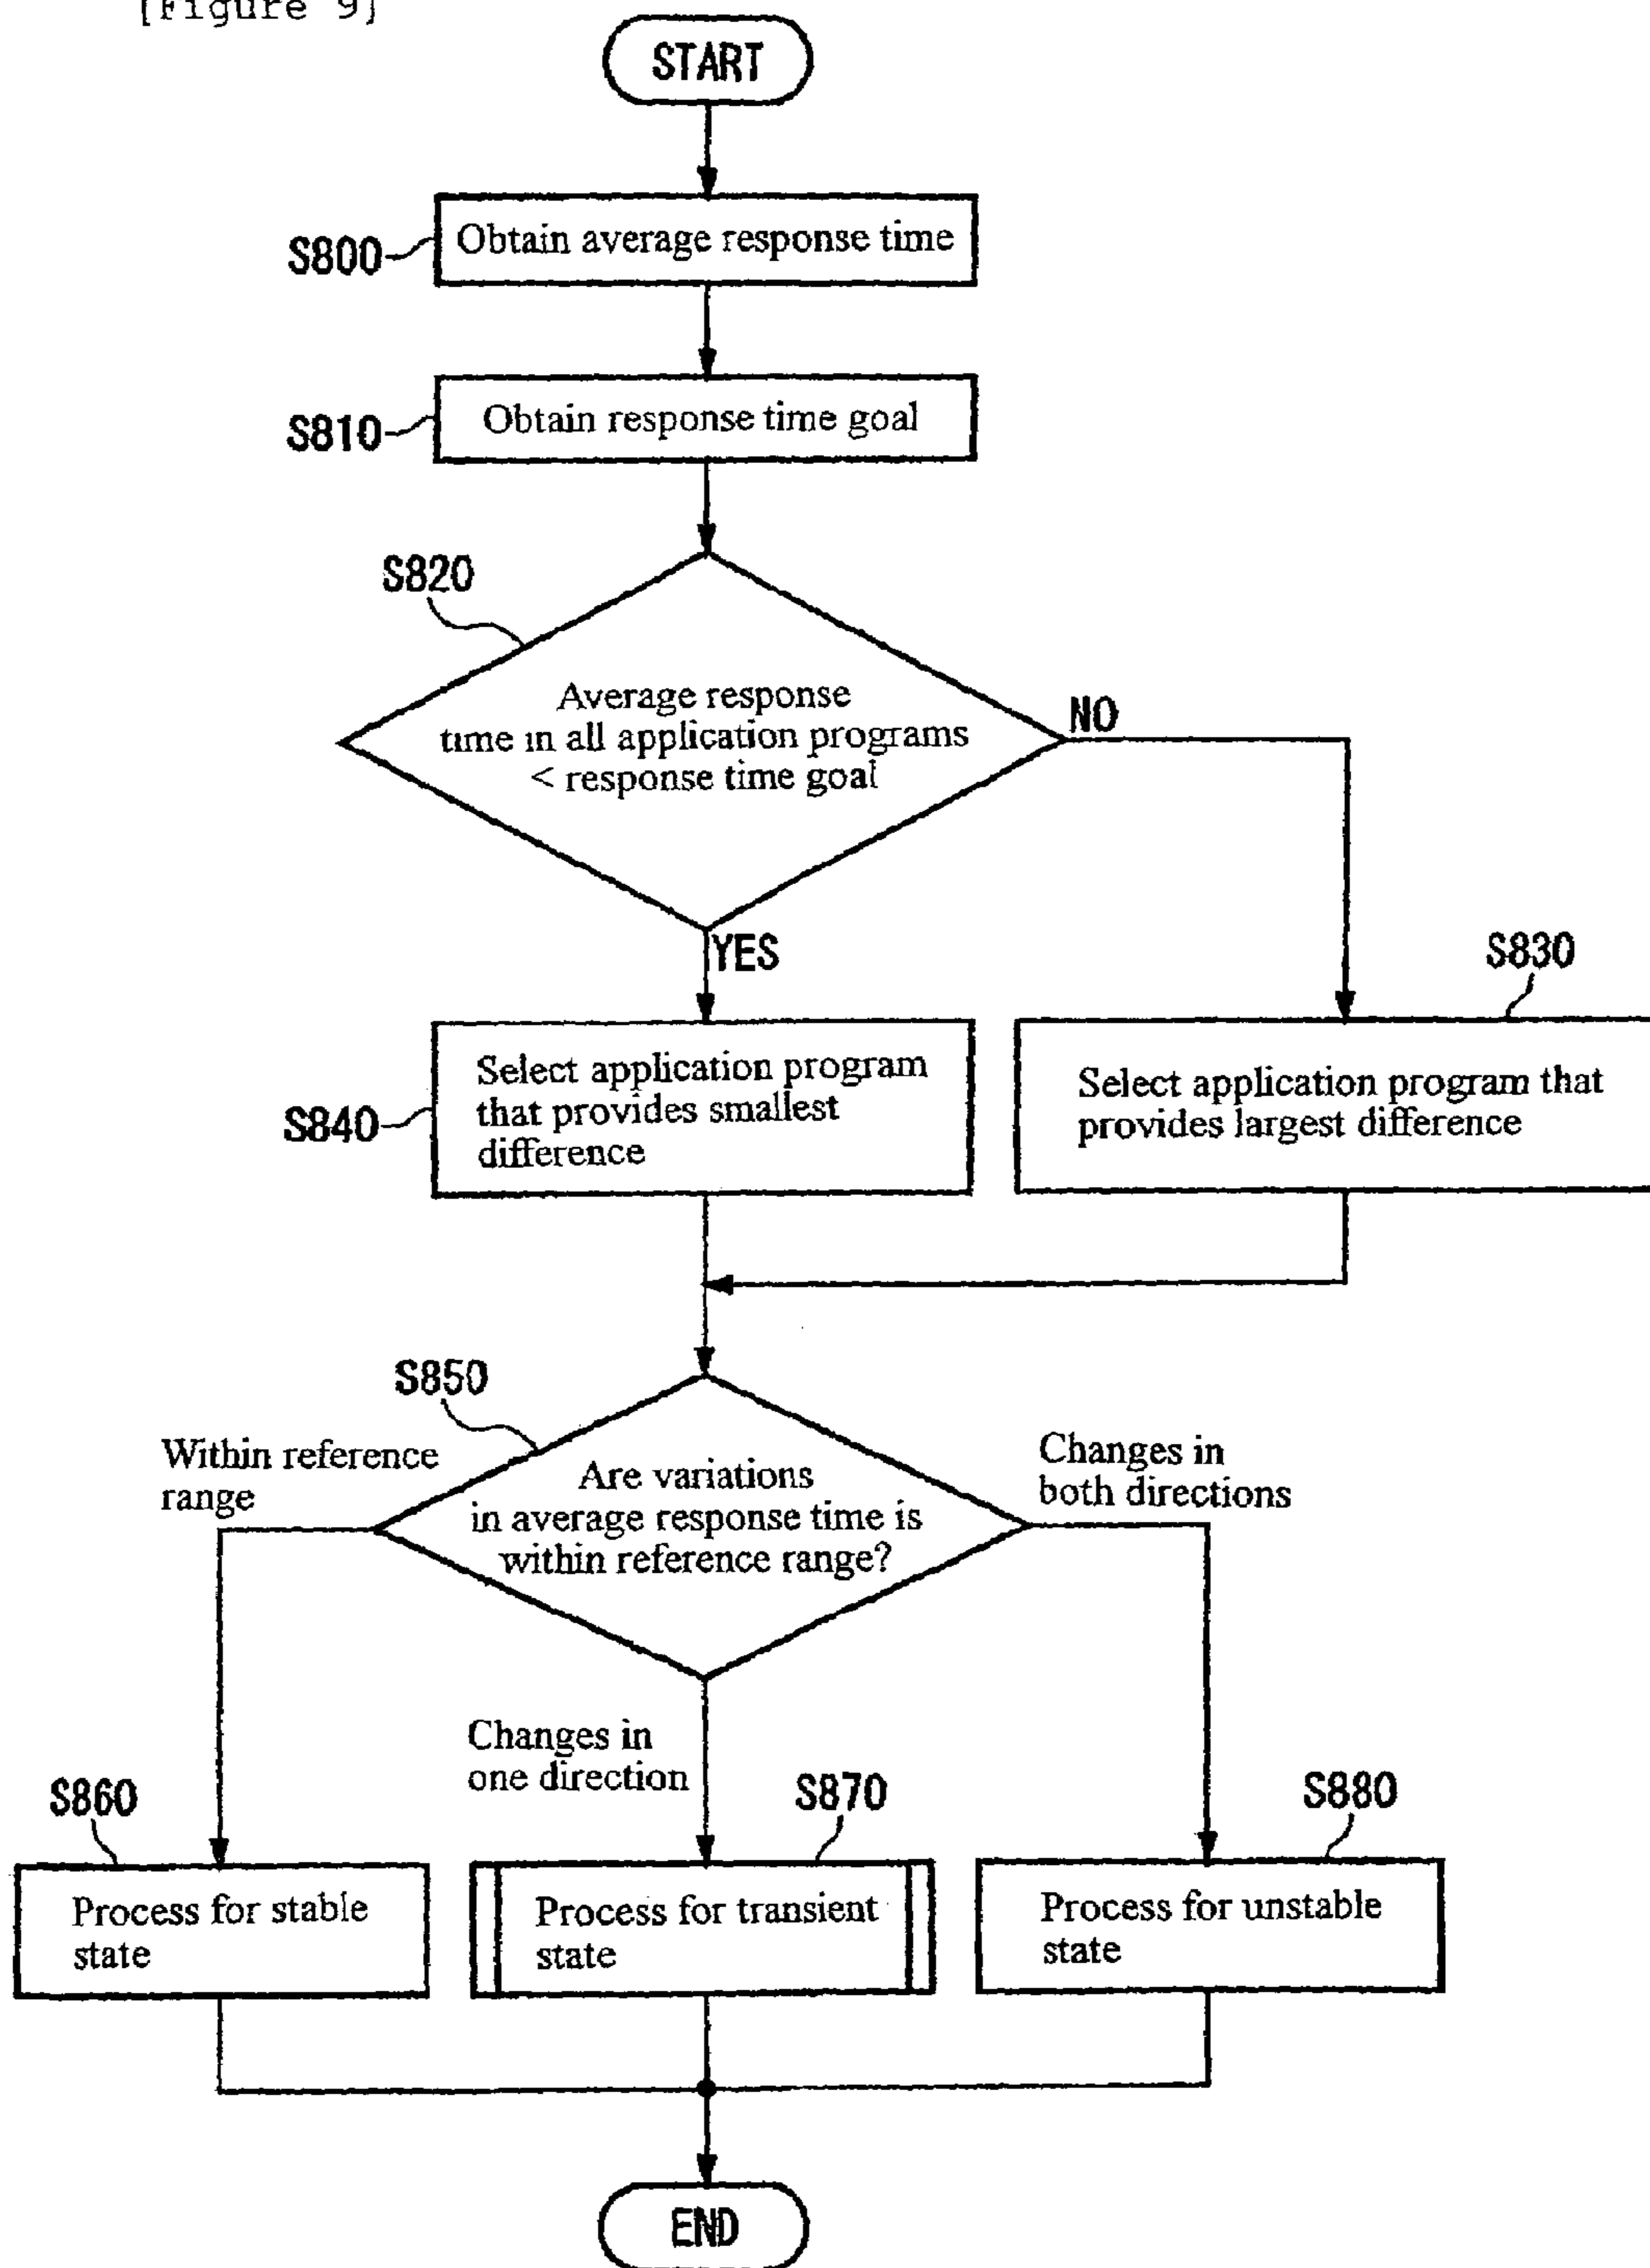 [Figure 9]
START
S800
Obtain average response time
S810
Obtain response time goal
S820
Average response
time in all application programs
< response time goal
NO
YES
S830
S840
Select application program
that provides smallest
difference
Select application program that
provides largest difference
S850
Within reference
range
Are variations
in average response time is
within reference range?
Changes in
both directions
Changes in
one direction
S860
S870
S880
Process for stable
state
Process for transient
state
Process for unstable
state
END